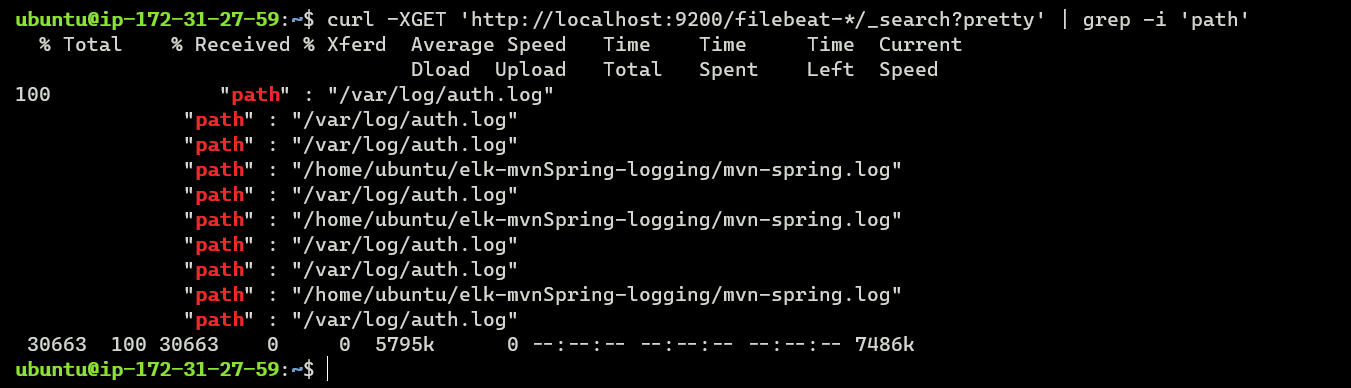 ubuntu@ip-172-31-27-59:~$ curl -XGET 'http://localhost:9200/filebeat-*/_search?pretty' | grep -i 'path'
  % Total    % Received % Xferd  Average Speed   Time    Time     Time  Current
                                 Dload  Upload   Total   Spent    Left  Speed
100              "path" : "/var/log/auth.log"
              "path" : "/var/log/auth.log"
              "path" : "/var/log/auth.log"
              "path" : "/home/ubuntu/elk-mvnSpring-logging/mvn-spring.log"
              "path" : "/var/log/auth.log"
              "path" : "/home/ubuntu/elk-mvnSpring-logging/mvn-spring.log"
              "path" : "/var/log/auth.log"
              "path" : "/var/log/auth.log"
              "path" : "/home/ubuntu/elk-mvnSpring-logging/mvn-spring.log"
              "path" : "/var/log/auth.log"
 30663  100 30663    0     0  5795k      0 --:--:-- --:--:-- --:--:-- 7486k
ubuntu@ip-172-31-27-59:~$